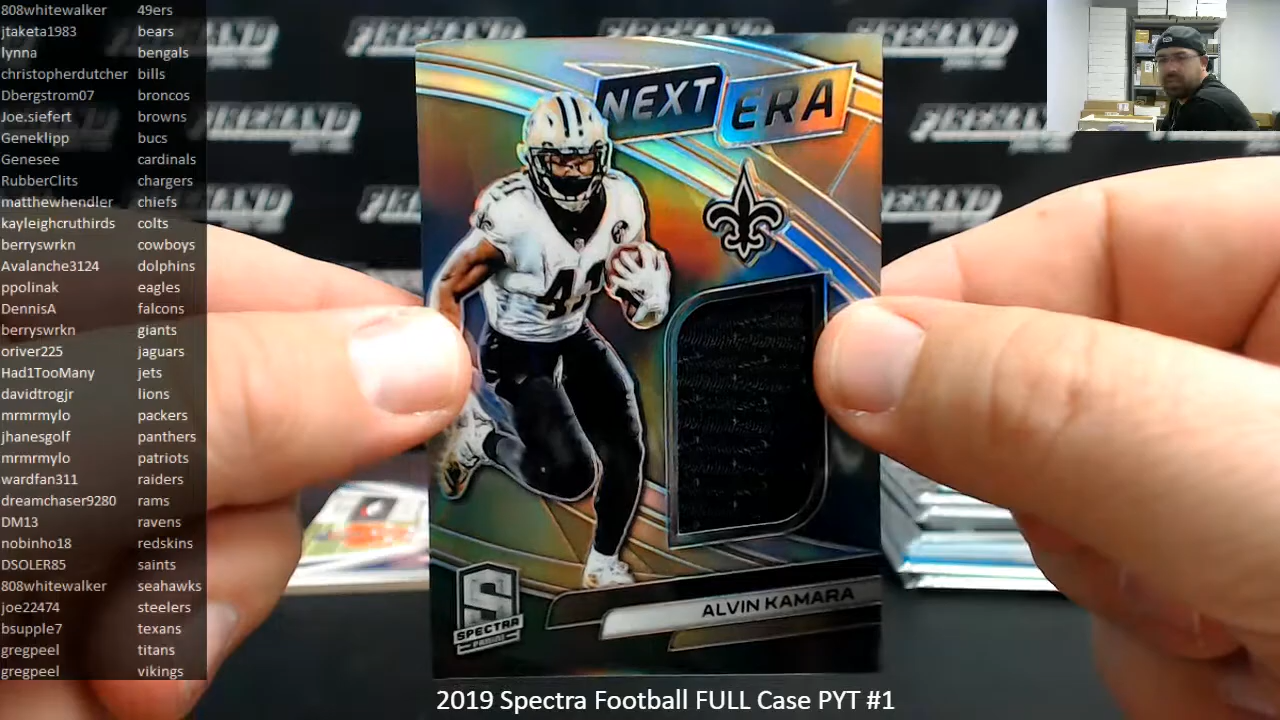 808whitewalker 49ers
jtaketa1983 bears
lynna bengals
christopherdutcher bills
Dbergstrom07 broncos
Joe.siefert browns
Geneklipp bucs
Genesee cardinals
RubberClits chargers
matthewhendler chiefs
kayleighcruthirds colts
berryswrkn cowboys
Avalanche3124 dolphins
ppolinak eagles
DennisA falcons
berryswrkn giants
oriver225 jaguars
Had1TooMany jets
davidtrogjr lions
mrmrmylo packers
jhanesgolf panthers
mrmrmylo patriots
wardfan311 raiders
dreamchaser9280 rams
DM13 ravens
nobinho18 redskins
DSOLER85 saints
808whitewalker seahawks
joe22474 steelers
bsupple7 texans
gregpeel titans
gregpeel vikings
NEXT ERA
41
41
ALVIN KAMARA
S
SPECTRA
PANINI
FIREHAND
2019 Spectra Football FULL Case PYT #1